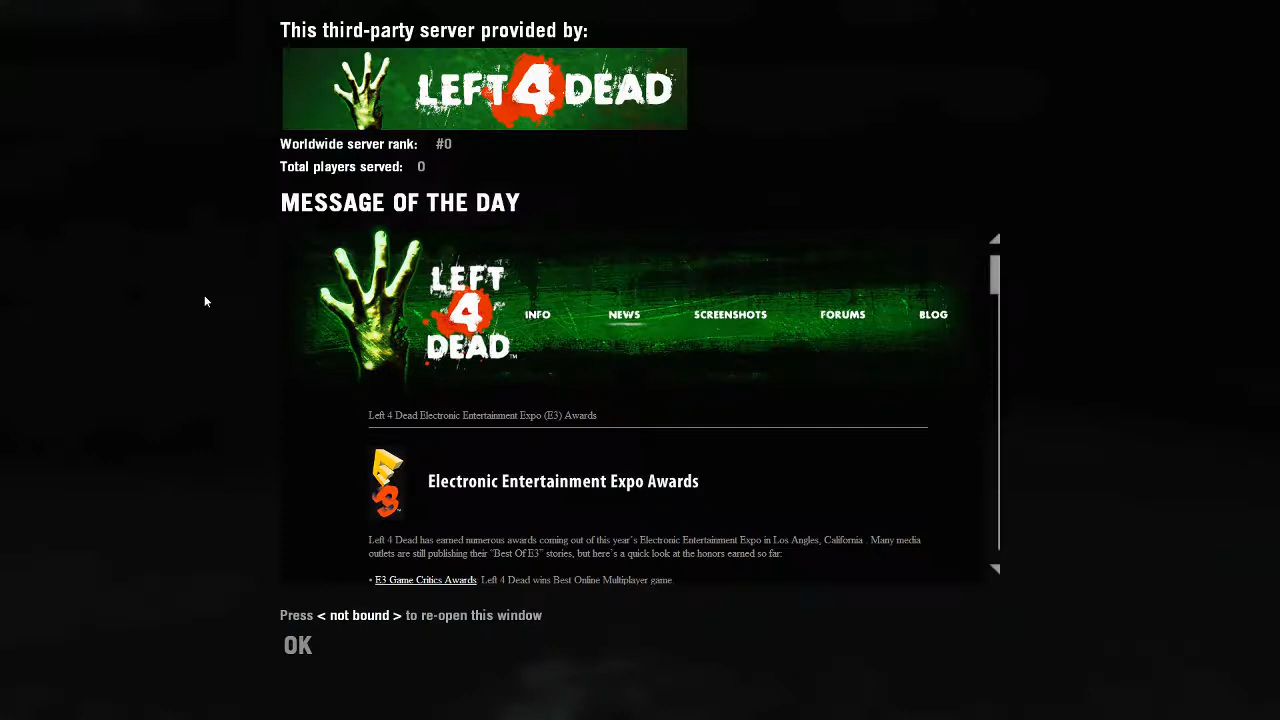 This third-party server provided by:
LEFT 4 DEAD
Worldwide server rank: #0
Total players served: 0
MESSAGE OF THE DAY
LEFT
4
DEAD™
INFO NEWS SCREENSHOTS FORUMS BLOG
Left 4 Dead Electronic Entertainment Expo (E3) Awards
E3
Electronic Entertainment Expo Awards
Left 4 Dead has earned numerous awards coming out of this year's Electronic Entertainment Expo in Los Angles, California . Many media
outlets are still publishing their "Best Of E3" stories, but here's a quick look at the honors earned so far:
• E3 Game Critics Awards: Left 4 Dead wins Best Online Multiplayer game
Press < not bound > to re-open this window
OK